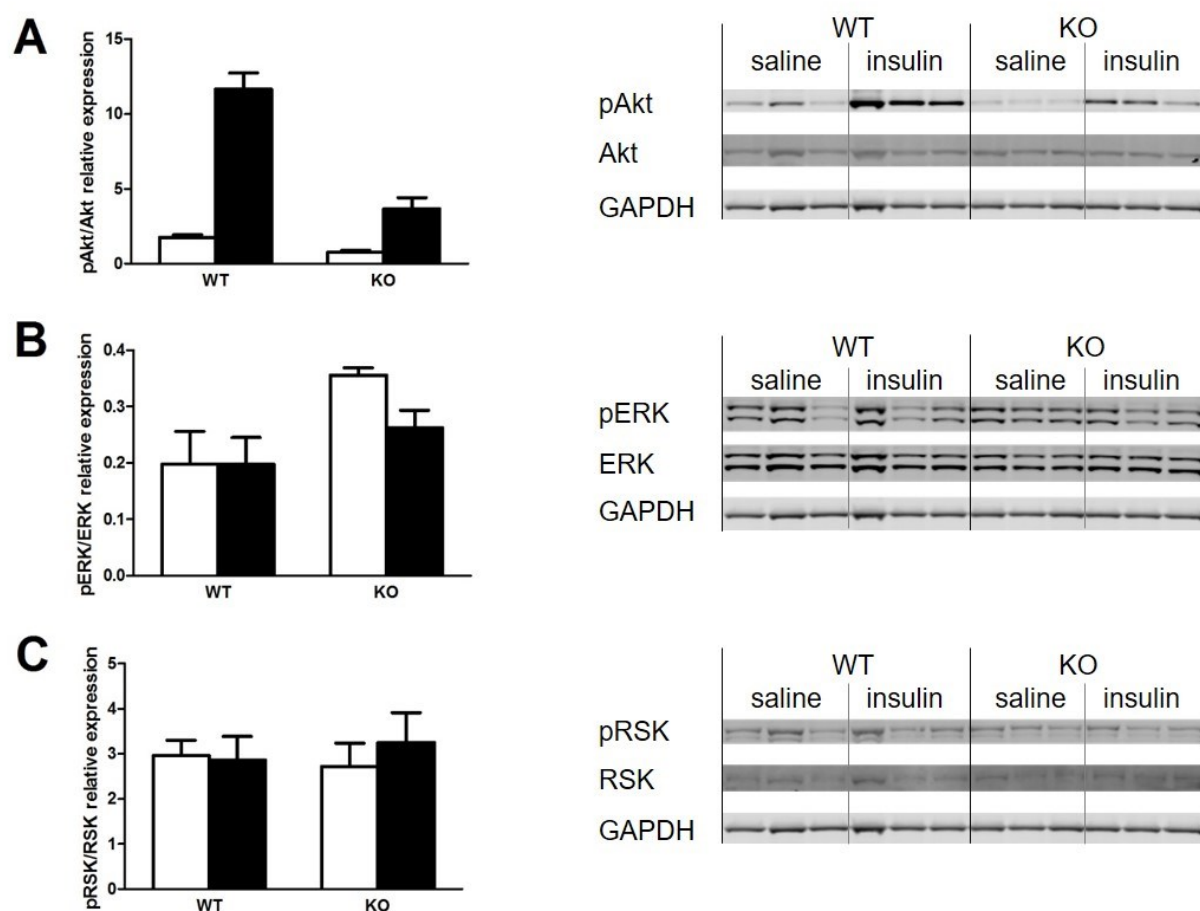 A
pAkt/Akt relative expression
15
10
5
0
WT
KO
WT
KO
saline
insulin
saline
insulin
pAkt
Akt
GAPDH
B
pERK/ERK relative expression
0.4
0.3
0.2
0.1
0.0
WT
KO
WT
KO
saline
insulin
saline
insulin
pERK
ERK
GAPDH
C
pRSK/RSK relative expression
5
4
3
2
1
0
WT
KO
WT
KO
saline
insulin
saline
insulin
pRSK
RSK
GAPDH